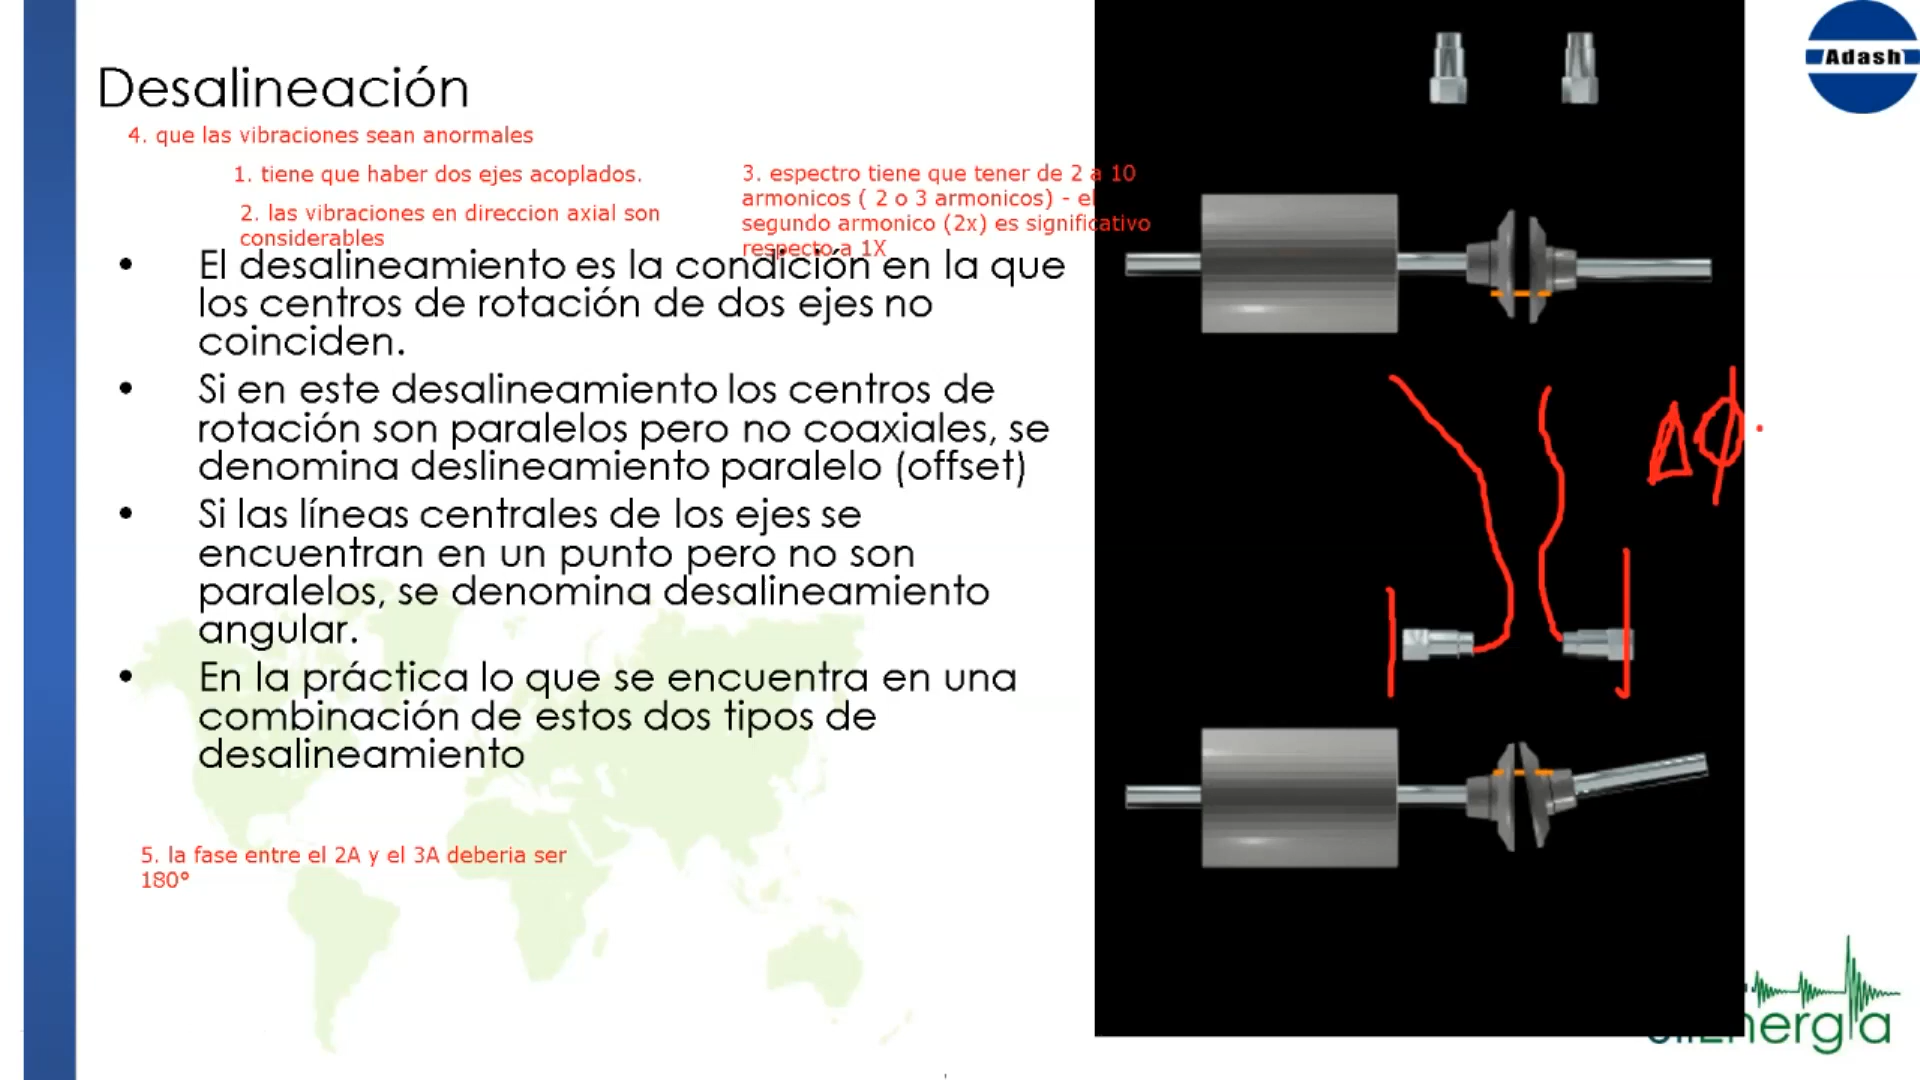 Desalineación
Adash
4. que las vibraciones sean anormales
1. tiene que haber dos ejes acoplados.
2. las vibraciones en direccion axial son
considerables
3. espectro tiene que tener de 2 a 10
armonicos ( 2 o 3 armonicos) - el
segundo armonico (2x) es significativo
respecto a 1X
• El desalineamiento es la condición en la que
los centros de rotación de dos ejes no
coinciden.
• Si en este desalineamiento los centros de
rotación son paralelos pero no coaxiales, se
denomina deslineamiento paralelo (offset)
• Si las líneas centrales de los ejes se
encuentran en un punto pero no son
paralelos, se denomina desalineamiento
angular.
• En la práctica lo que se encuentra en una
combinación de estos dos tipos de
desalineamiento
Δϕ
5. la fase entre el 2A y el 3A deberia ser
180°